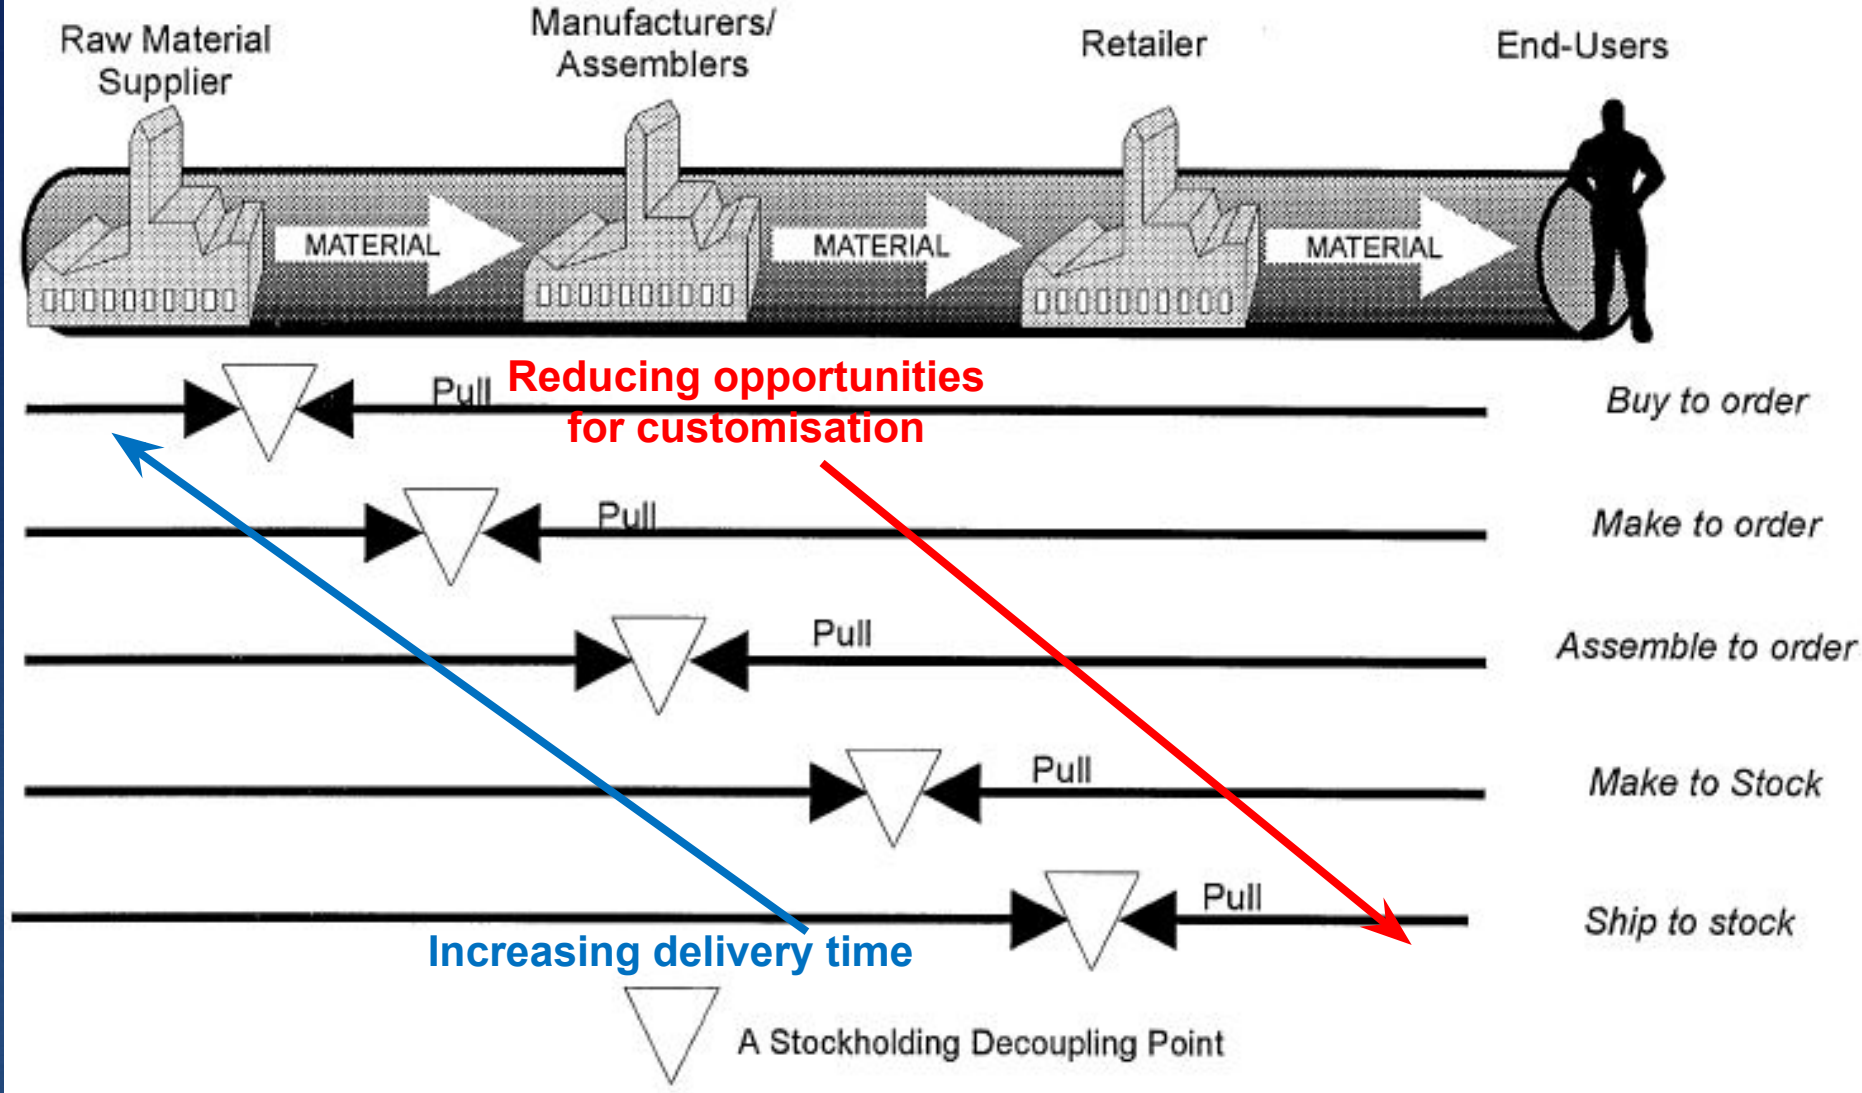 Raw Material
Supplier
Manufacturers/
Assemblers
Retailer
End-Users
MATERIAL
MATERIAL
MATERIAL
Pull
Reducing opportunities
for customisation
Buy to order
Pull
Make to order
Pull
Assemble to order
Pull
Make to Stock
Pull
Ship to stock
Increasing delivery time
A Stockholding Decoupling Point